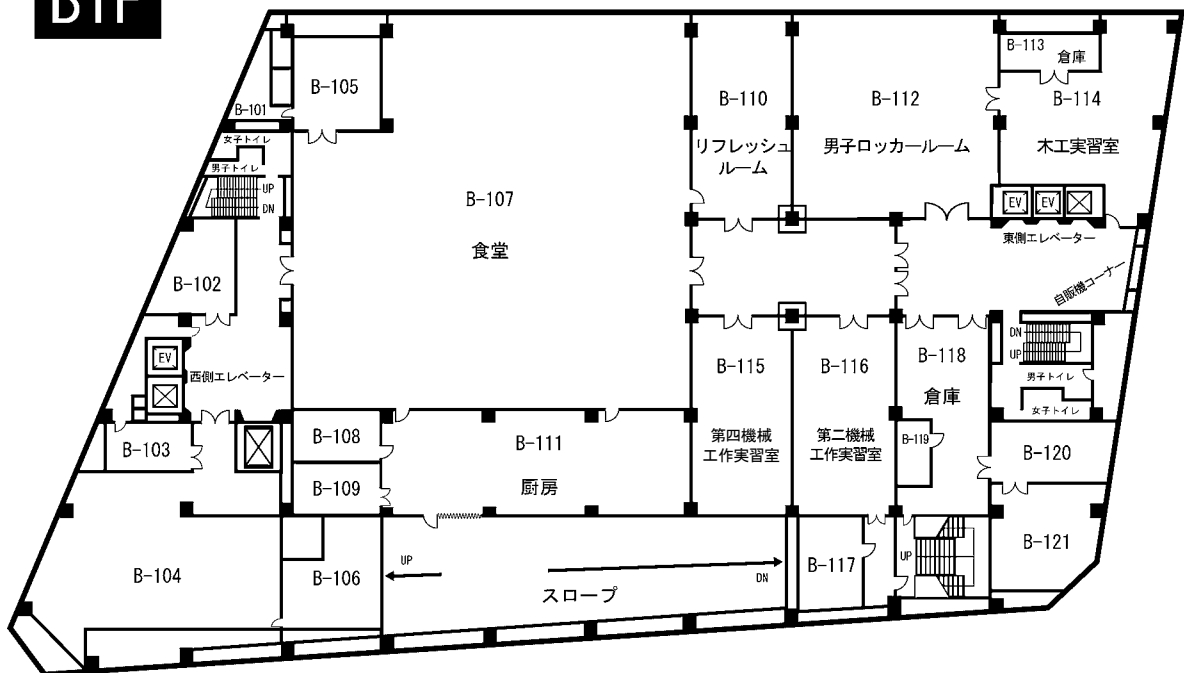 B1F
B-113
倉庫
B-105
B-101
B-110
B-112
B-114
女子トイレ
男子トイレ
リフレッシュ
ルーム
男子ロッカールーム
木工実習室
UP
DN
B-107
食堂
EV
EV
東側エレベーター
B-102
自販機コーナー
EV
西側エレベーター
DN
UP
B-115
B-116
B-118
倉庫
男子トイレ
女子トイレ
B-103
B-108
B-111
第四機械
工作実習室
第二機械
工作実習室
B-119
B-120
B-109
厨房
B-104
B-106
UP
スロープ
DN
B-117
UP
B-121